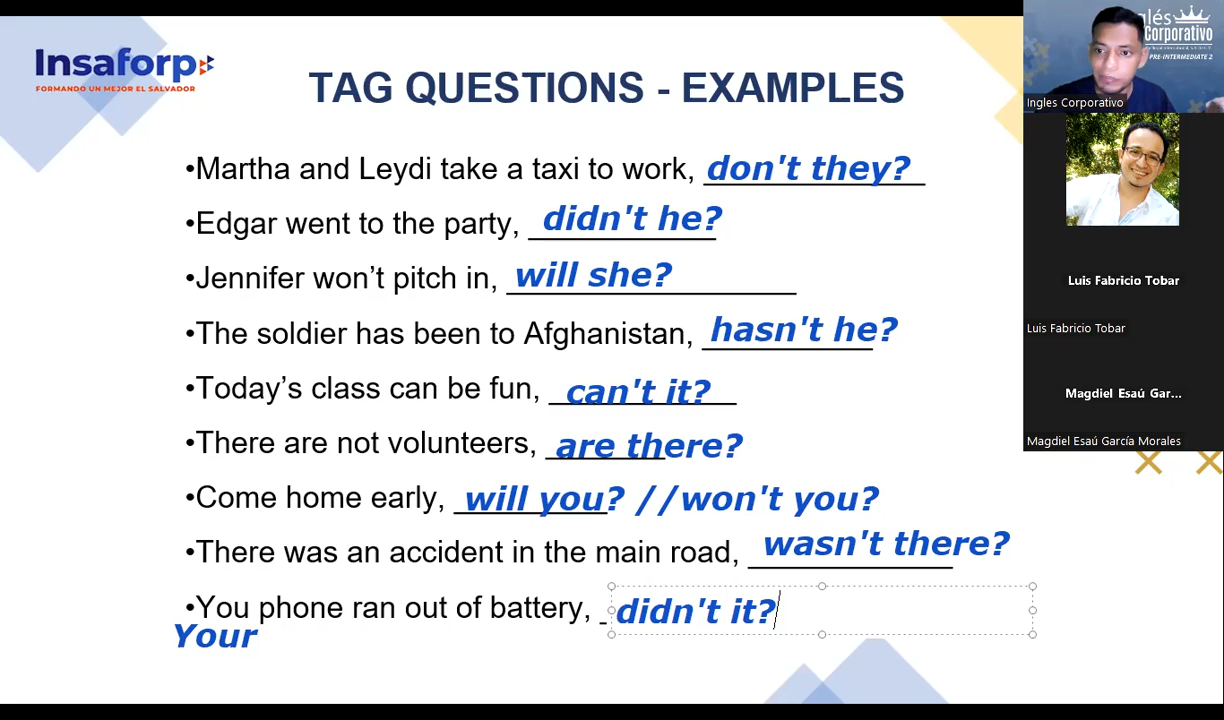 Insaforp
FORMANDO UN MEJOR EL SALVADOR
TAG QUESTIONS - EXAMPLES
•Martha and Leydi take a taxi to work, don't they?
•Edgar went to the party, didn't he?
•Jennifer won’t pitch in, will she?
•The soldier has been to Afghanistan, hasn't he?
•Today’s class can be fun, can't it?
•There are not volunteers, are there?
•Come home early, will you? //won't you?
•There was an accident in the main road, wasn't there?
•You phone ran out of battery, _ didn't it?
Your
glés
Corporativo
PRE-INTERMEDIATE 2
Ingles Corporativo
Luis Fabricio Tobar
Luis Fabricio Tobar
Magdiel Esaú Gar...
Magdiel Esaú García Morales